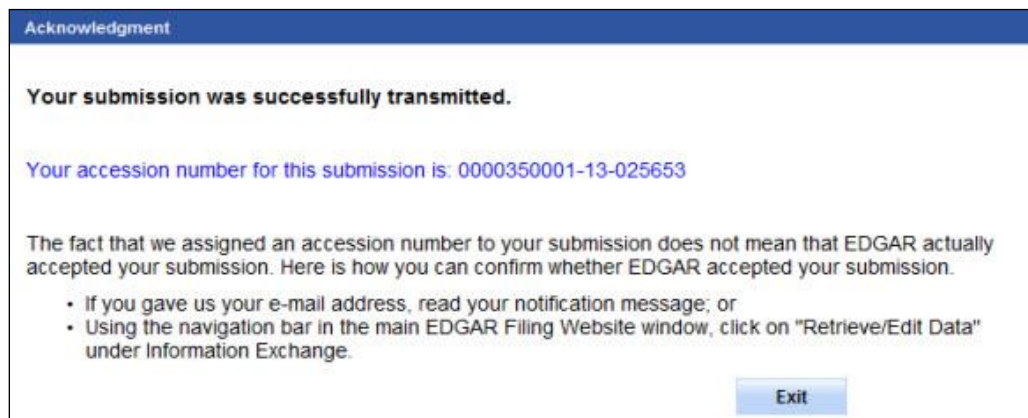 Acknowledgment
Your submission was successfully transmitted.
Your accession number for this submission is: 0000350001-13-025653
The fact that we assigned an accession number to your submission does not mean that EDGAR actually
accepted your submission. Here is how you can confirm whether EDGAR accepted your submission.
• If you gave us your e-mail address, read your notification message; or
• Using the navigation bar in the main EDGAR Filing Website window, click on "Retrieve/Edit Data"
under Information Exchange.
Exit